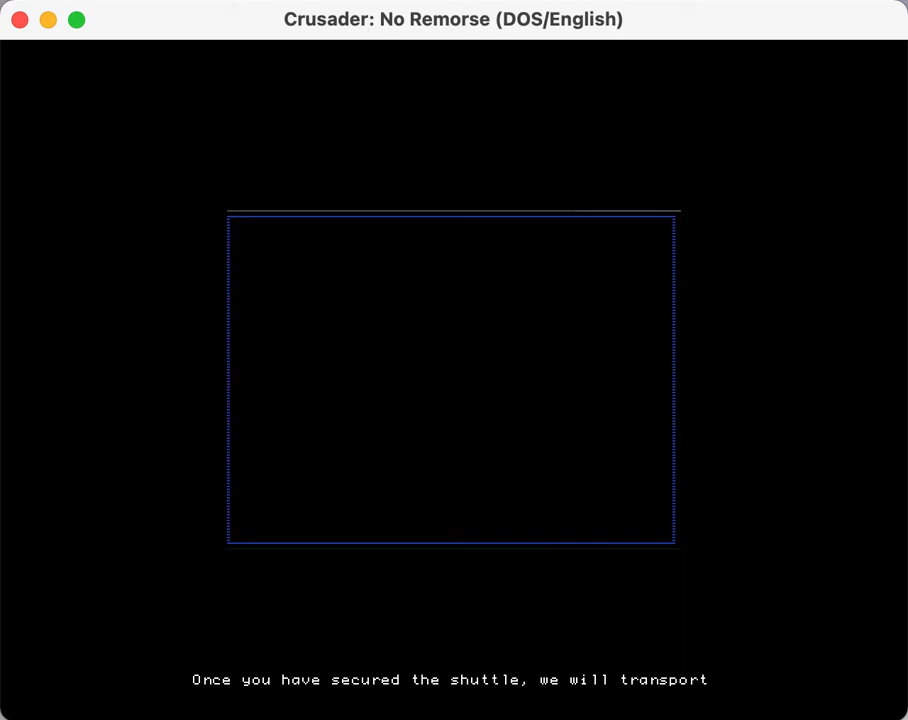 Crusader: No Remorse (DOS/English)
Once you have secured the shuttle, we will transport